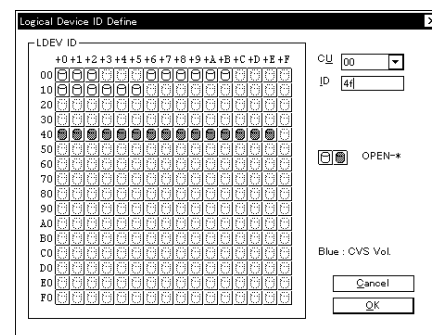 Logical Device ID Define
LDEV ID
+0 +1 +2 +3 +4 +5 +6 +7 +8 +9 +A +B +C +D +E +F
00
10
20
30
40
50
60
70
80
90
A0
B0
C0
D0
E0
F0
CU 00
ID 4f
OPEN-*
Blue : CVS Vol.
Cancel
OK